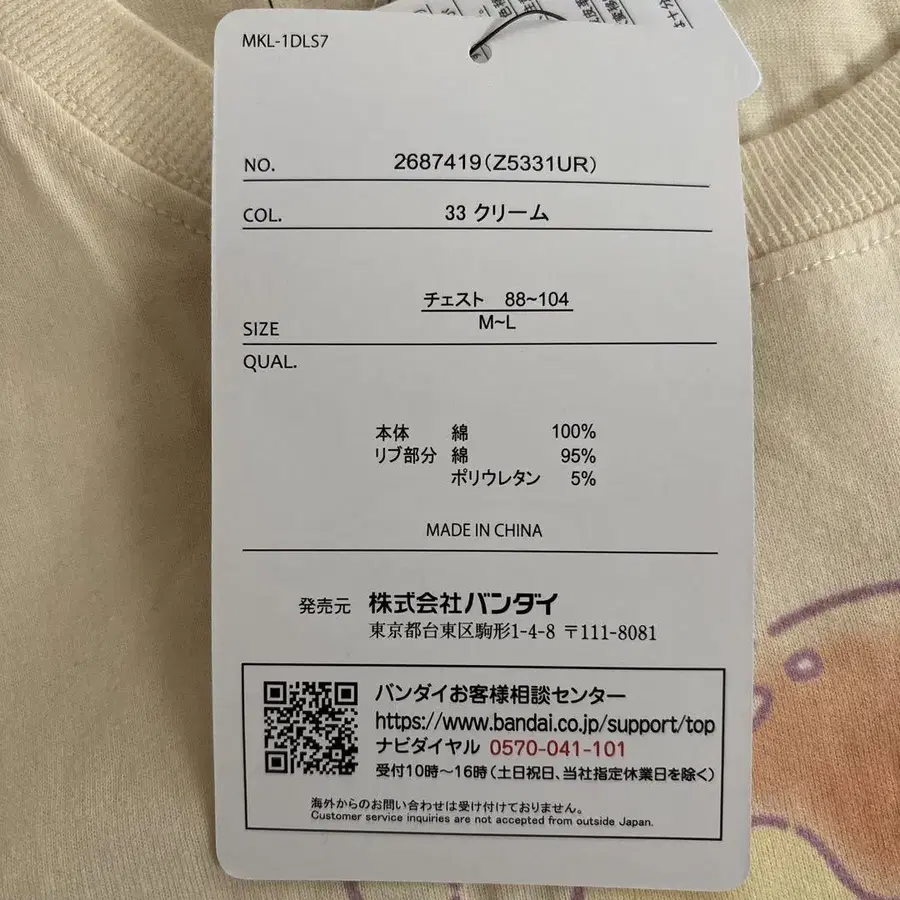 MKL-1DLS7
NO. 2687419(Z5331UR)
COL. 33 クリーム
チェスト 88~104
SIZE M~L
QUAL.
本体 綿 100%
リブ部分 綿 95%
ポリウレタン 5%
MADE IN CHINA
発売元 株式会社バンダイ
東京都台東区駒形1-4-8 〒111-8081
バンダイお客様相談センター
https://www.bandai.co.jp/support/top
ナビダイヤル 0570-041-101
受付10時～16時(土日祝日、当社指定休業日を除く)
海外からのお問い合わせは受け付けておりません。
Customer service inquiries are not accepted from outside Japan.